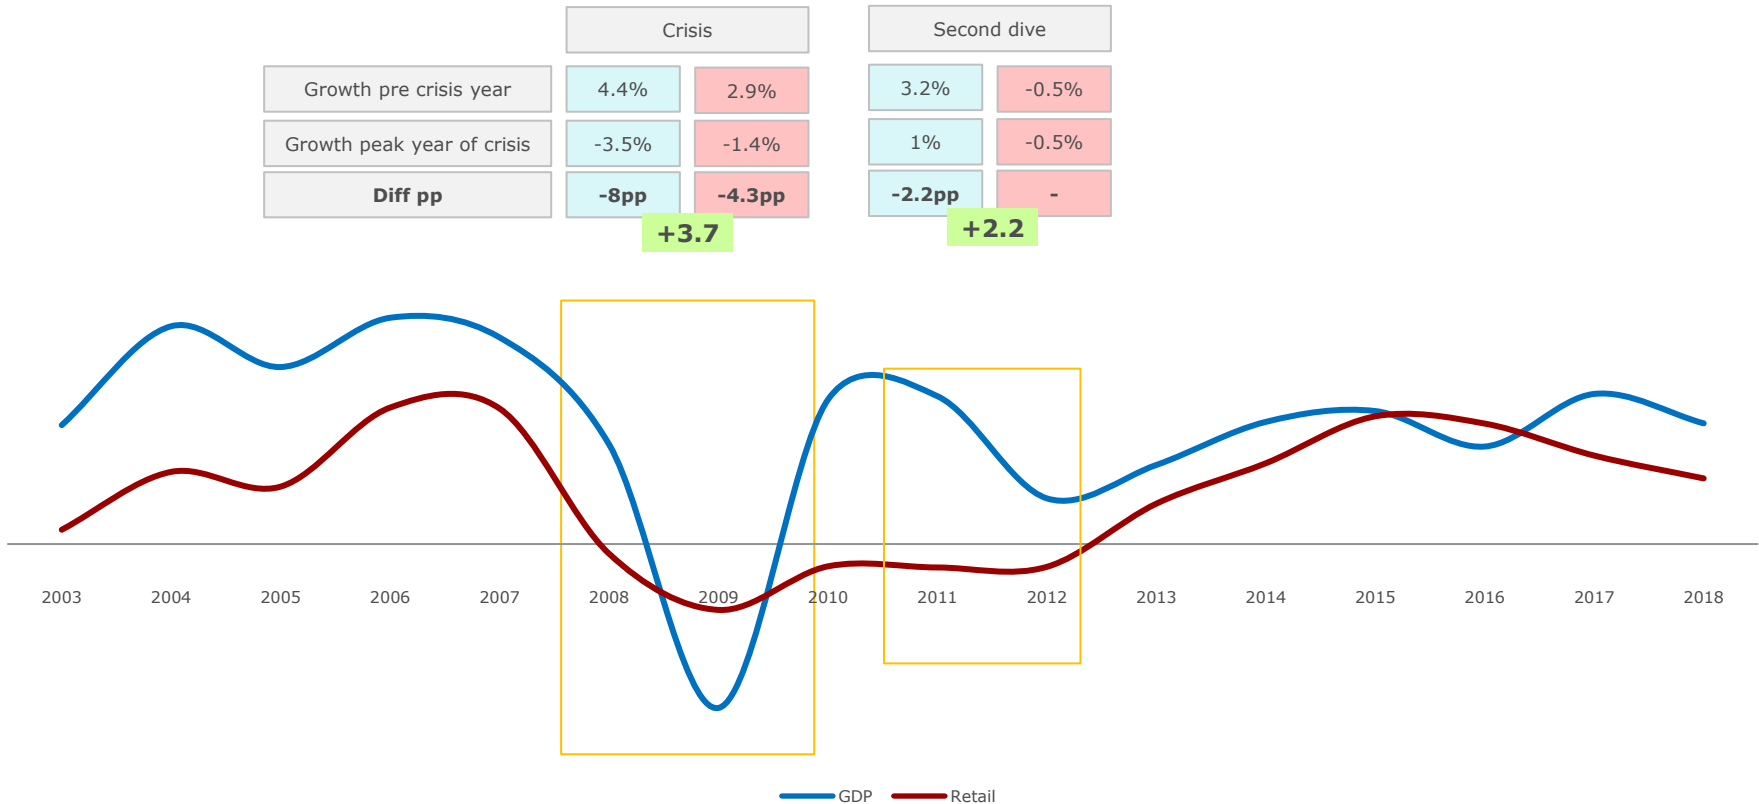 Crisis Second dive
Growth pre crisis year 4.4% 2.9% 3.2% -0.5%
Growth peak year of crisis -3.5% -1.4% 1% -0.5%
Diff pp -8pp -4.3pp -2.2pp -
+3.7 +2.2
2003 2004 2005 2006 2007 2008 2009 2010 2011 2012 2013 2014 2015 2016 2017 2018
GDP Retail